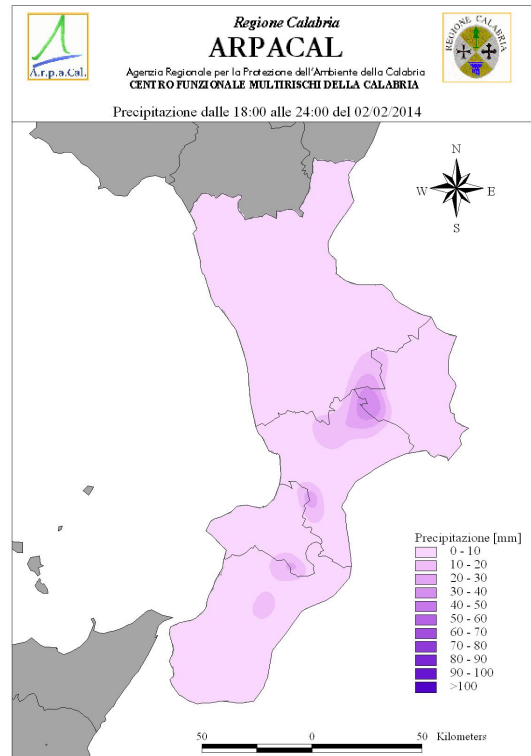 Regione Calabria
ARPACAL
Agenzia Regionale per la Protezione dell'Ambiente della Calabria
CENTRO FUNZIONALE MULTIRISCHI DELLA CALABRIA
A.r.p.a.Cal.
REGIONE CALABRIA
Precipitazione dalle 18:00 alle 24:00 del 02/02/2014
N
W E
S
Precipitazione [mm]
0 - 10
10 - 20
20 - 30
30 - 40
40 - 50
50 - 60
60 - 70
70 - 80
80 - 90
90 - 100
>100
50 0 50 Kilometers